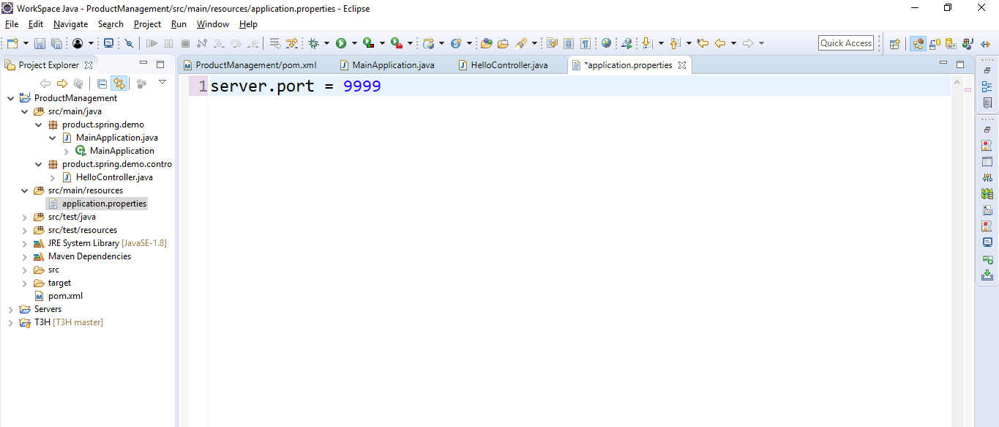 WorkSpace Java - ProductManagement/src/main/resources/application.properties - Eclipse
File Edit Navigate Search Project Run Window Help
Quick Access
Project Explorer
ProductManagement/pom.xml MainApplication.java HelloController.java *application.properties
ProductManagement
src/main/java
product.spring.demo
MainApplication.java
MainApplication
product.spring.demo.contro
HelloController.java
src/main/resources
application.properties
src/test/java
src/test/resources
JRE System Library [JavaSE-1.8]
Maven Dependencies
src
target
pom.xml
Servers
T3H [T3H master]
1 server.port = 9999